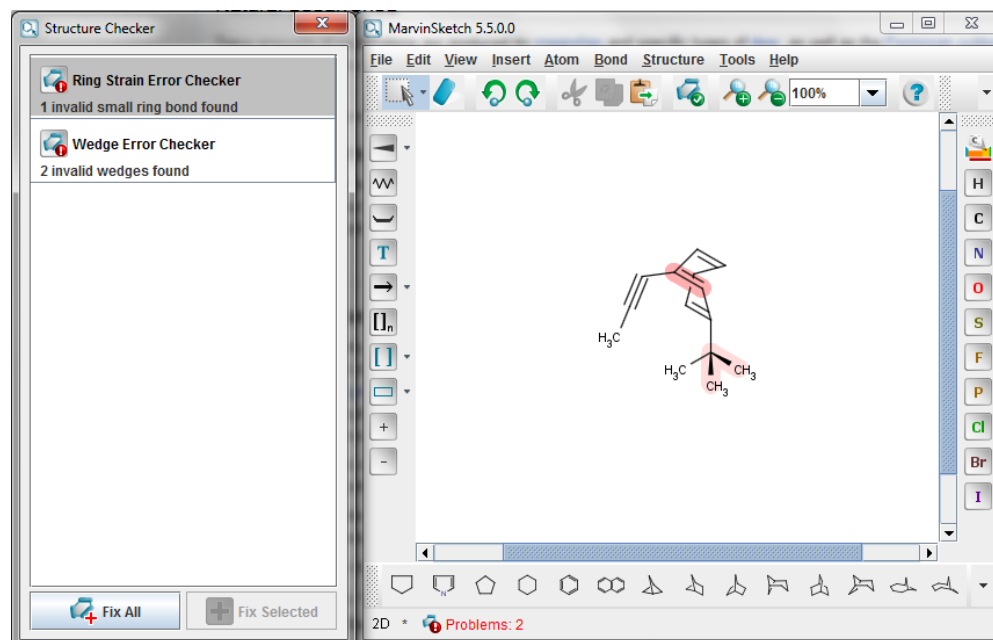 Structure Checker
Ring Strain Error Checker
1 invalid small ring bond found
Wedge Error Checker
2 invalid wedges found
Fix All
Fix Selected
MarvinSketch 5.5.0.0
File Edit View Insert Atom Bond Structure Tools Help
100%
T
[]n
[ ]
+
-
H
C
N
O
S
F
P
Cl
Br
I
H3C
H3C
CH3
CH3
N
2D * Problems: 2